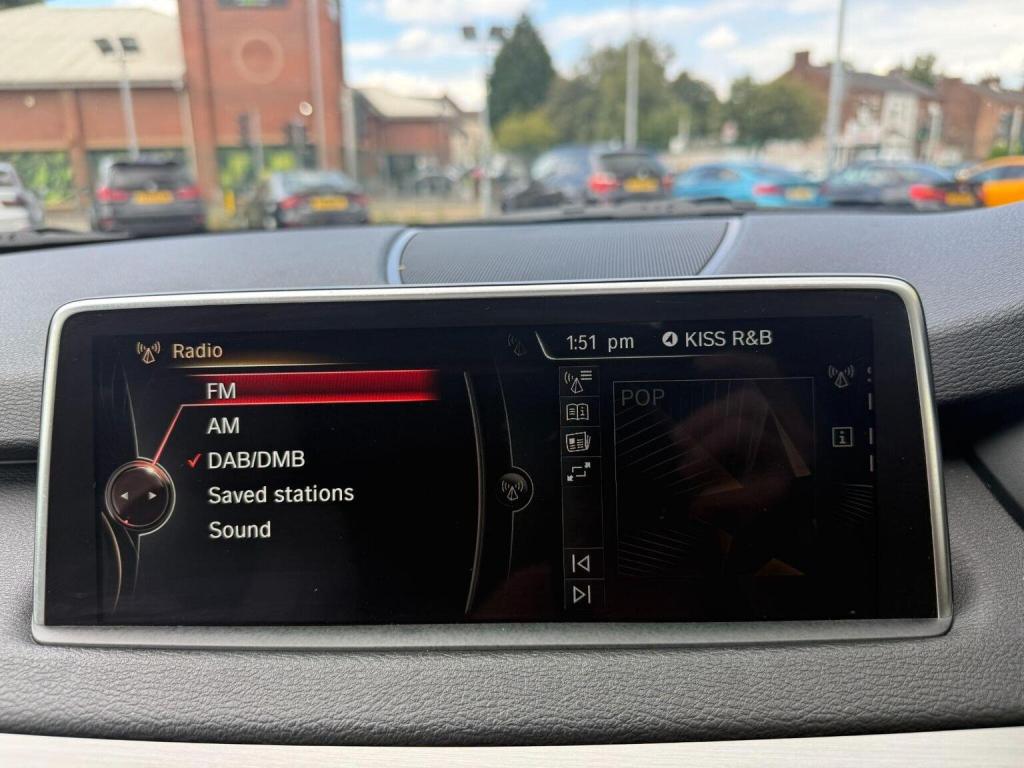 Radio
1:51 pm KISS R&B
FM
AM
DAB/DMB
Saved stations
Sound
POP